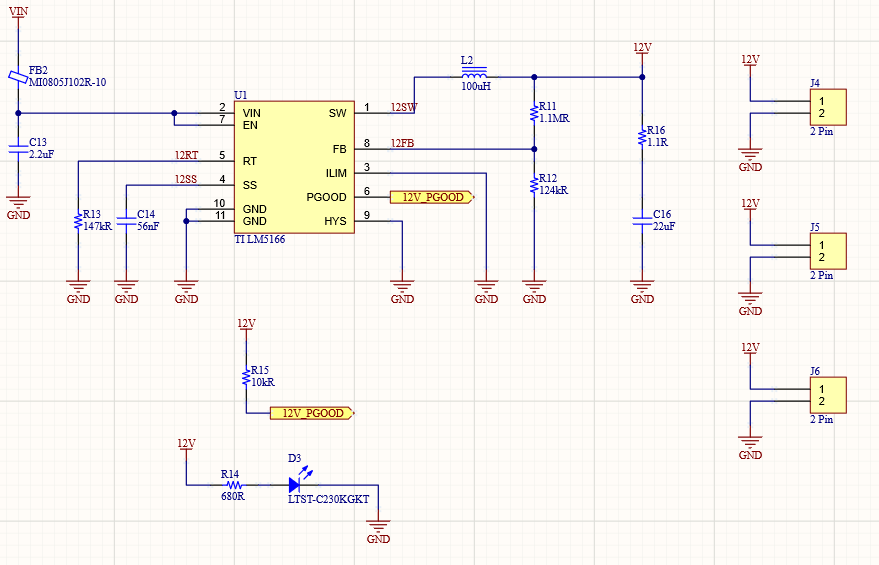 VIN
FB2
MI0805J102R-10
C13
2.2uF
GND
U1
2 VIN
7 EN
12RT 5 RT
12SS 4 SS
10 GND
11 GND
SW 1 12SW
FB 8 12FB
ILIM 3
PGOOD 6 12V_PGOOD
HYS 9
TI LM5166
R13
147kR
C14
56nF
GND
GND
GND
GND
GND
GND
GND
L2
100uH
R11
1.1MR
R12
124kR
12V
R16
1.1R
C16
22uF
12V
J4
1
2
2 Pin
GND
12V
J5
1
2
2 Pin
GND
12V
J6
1
2
2 Pin
GND
12V
R15
10kR
12V_PGOOD
12V
R14
680R
D3
LTST-C230KGKT
GND